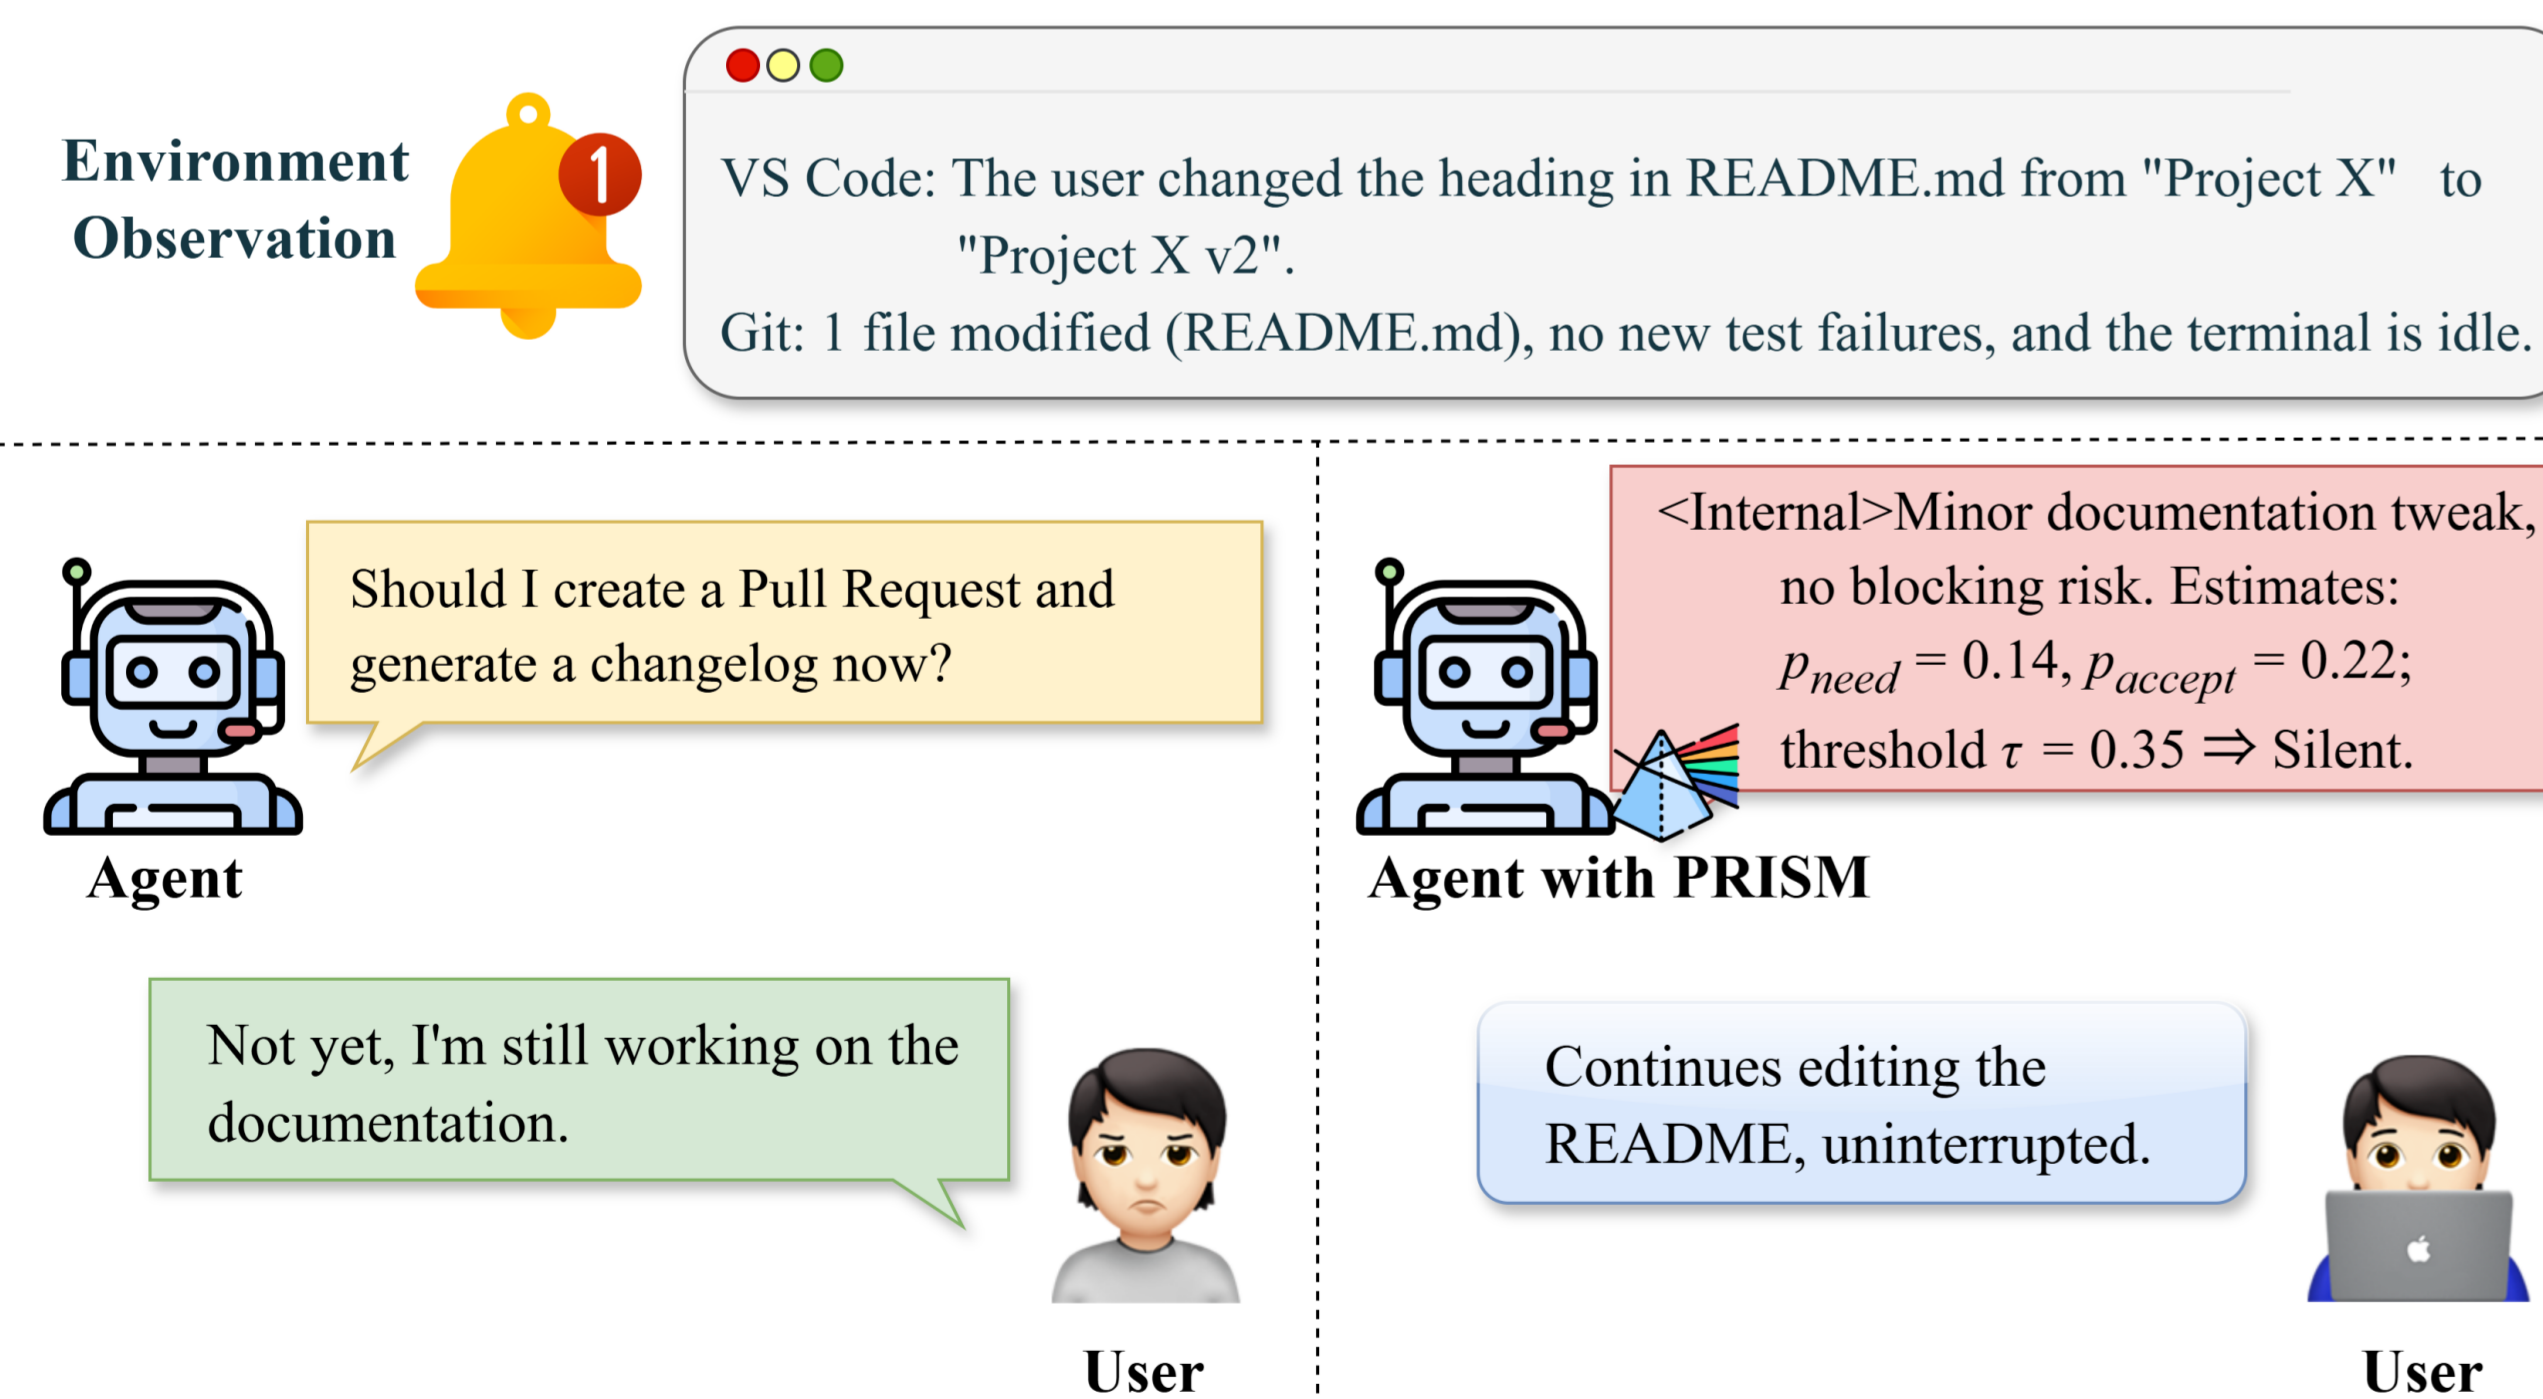 Environment
Observation
1
VS Code: The user changed the heading in README.md from "Project X" to
"Project X v2".
Git: 1 file modified (README.md), no new test failures, and the terminal is idle.
Should I create a Pull Request and
generate a changelog now?
Agent
Not yet, I'm still working on the
documentation.
User
<Internal>Minor documentation tweak,
no blocking risk. Estimates:
p_need = 0.14, p_accept = 0.22;
threshold τ = 0.35 ⇒ Silent.
Agent with PRISM
Continues editing the
README, uninterrupted.
User